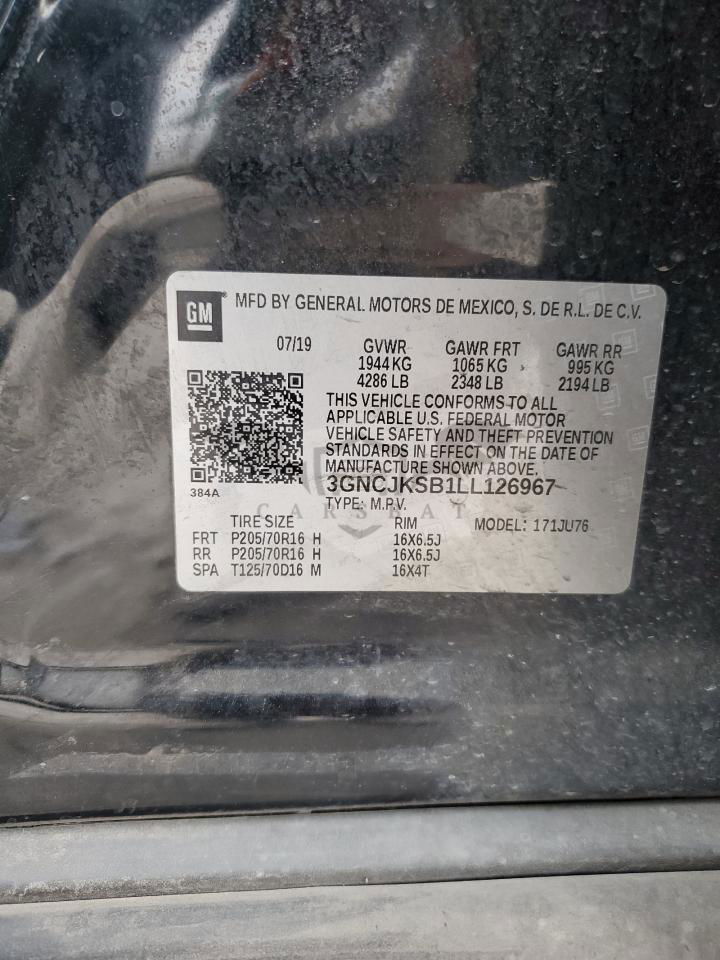 GM
MFD BY GENERAL MOTORS DE MEXICO, S. DE R.L. DE C.V.
07/19 GVWR GAWR FRT GAWR RR
1944 KG 1065 KG 995 KG
4286 LB 2348 LB 2194 LB
THIS VEHICLE CONFORMS TO ALL
APPLICABLE U.S. FEDERAL MOTOR
VEHICLE SAFETY AND THEFT PREVENTION
STANDARDS IN EFFECT ON THE DATE OF
MANUFACTURE SHOWN ABOVE.
384A
3GNCJKSB1LL126967
TYPE: M.P.V.
CARSBAT
TIRE SIZE RIM MODEL: 171JU76
FRT P205/70R16 H 16X6.5J
RR P205/70R16 H 16X6.5J
SPA T125/70D16 M 16X4T